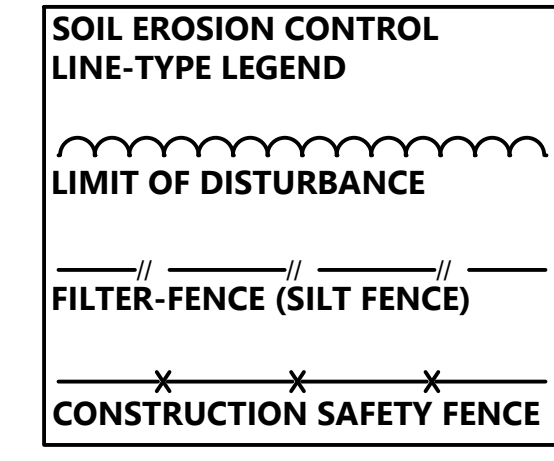 SOIL EROSION CONTROL
LINE-TYPE LEGEND
LIMIT OF DISTURBANCE
// // //
FILTER-FENCE (SILT FENCE)
X X X
CONSTRUCTION SAFETY FENCE